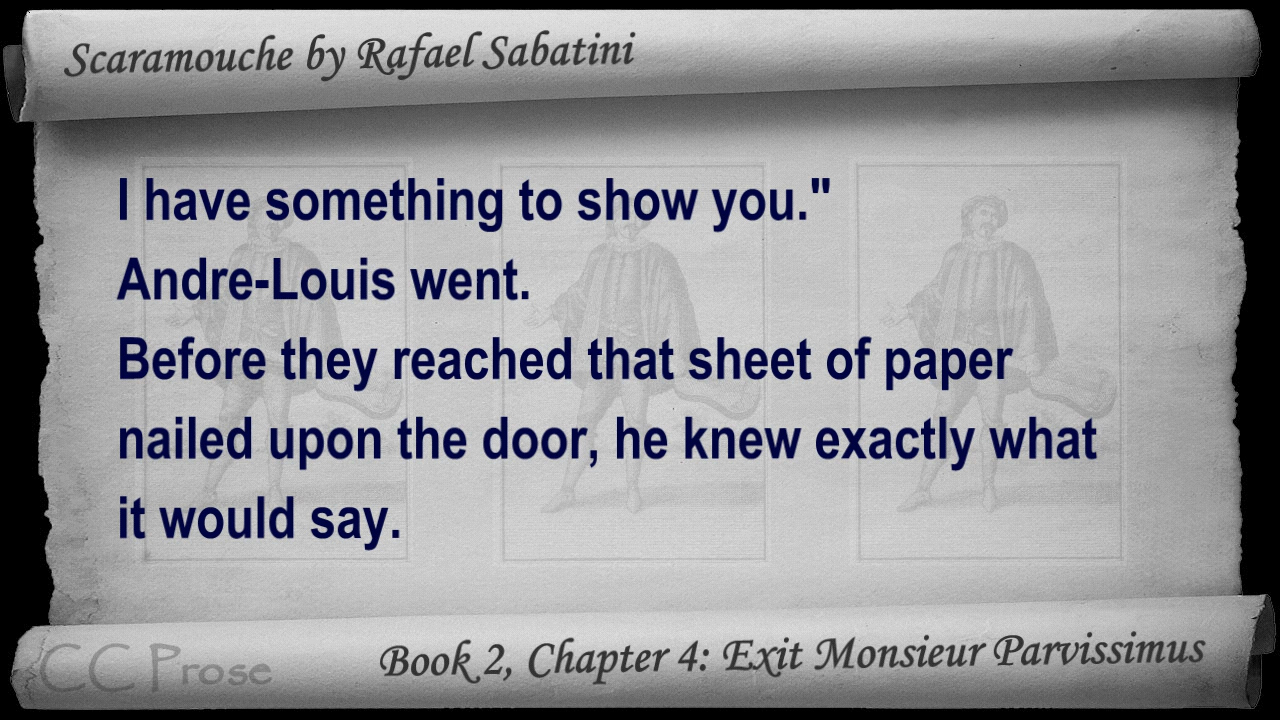 Scaramouche by Rafael Sabatini
I have something to show you."
Andre-Louis went.
Before they reached that sheet of paper
nailed upon the door, he knew exactly what
it would say.
CC Prose
Book 2, Chapter 4: Exit Monsieur Parvissimus